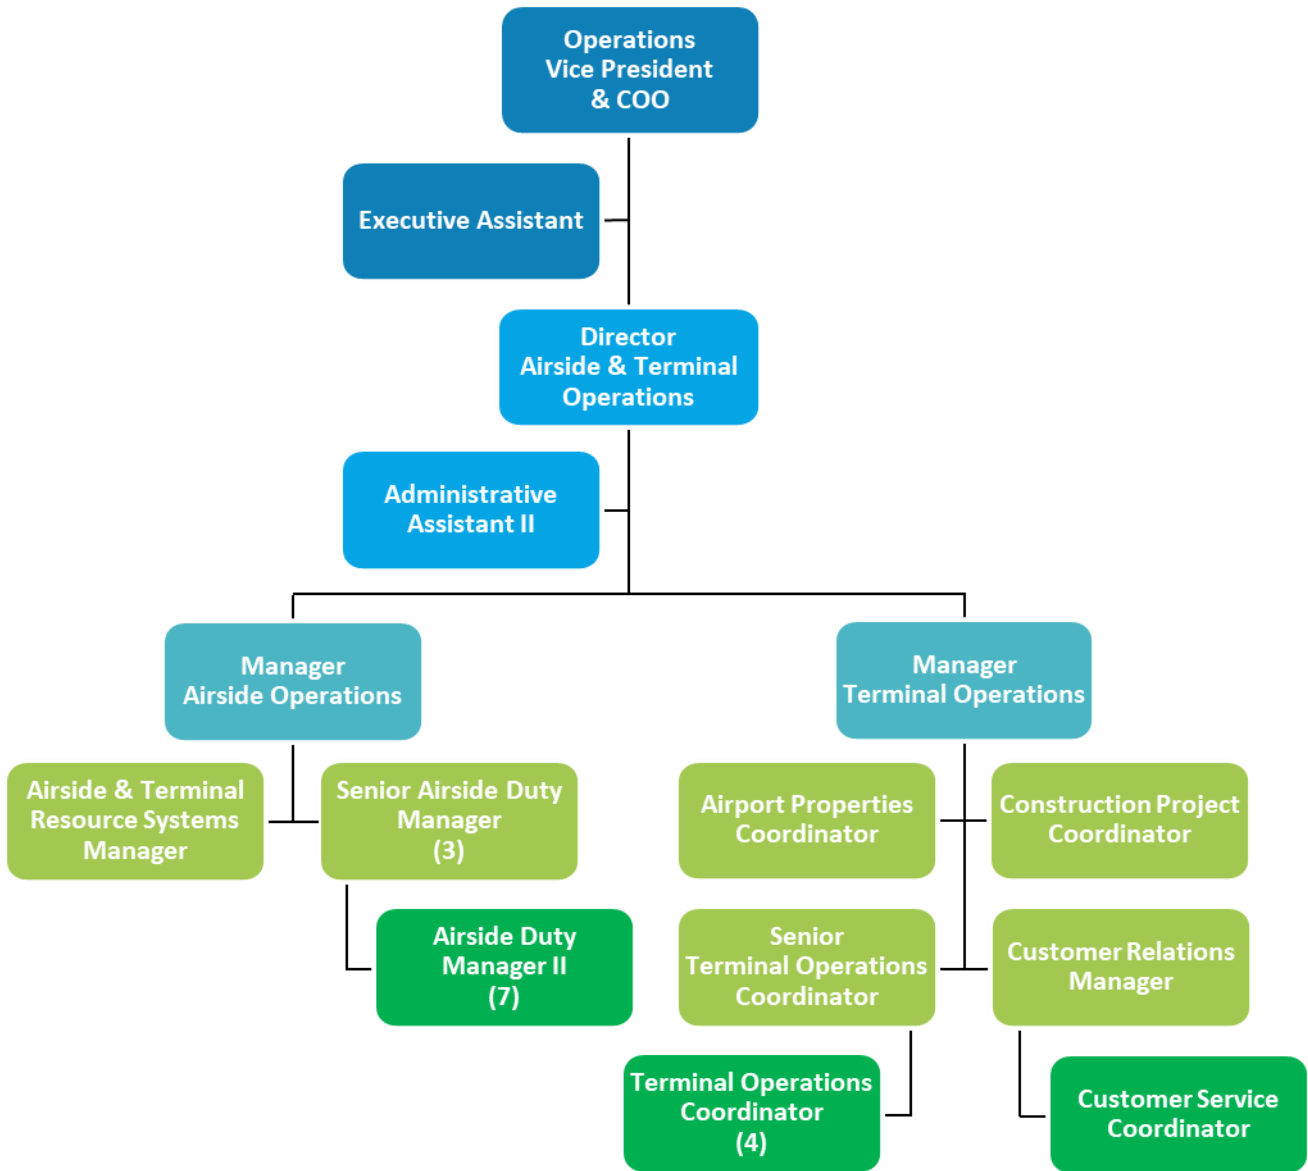 Operations
Vice President
& COO
Executive Assistant
Director
Airside & Terminal
Operations
Administrative
Assistant II
Manager
Airside Operations
Manager
Terminal Operations
Airside & Terminal
Resource Systems
Manager
Senior Airside Duty
Manager
(3)
Airport Properties
Coordinator
Construction Project
Coordinator
Airside Duty
Manager II
(7)
Senior
Terminal Operations
Coordinator
Customer Relations
Manager
Terminal Operations
Coordinator
(4)
Customer Service
Coordinator